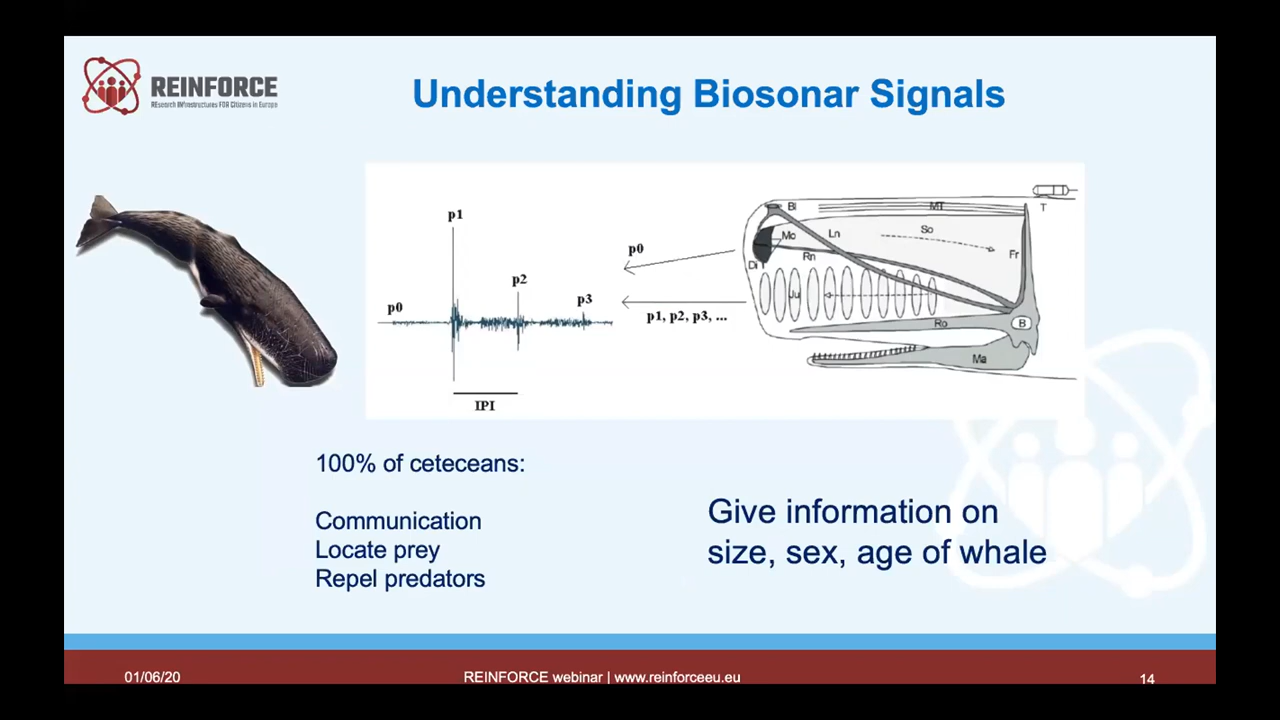 REINFORCE
REsearch INfrastructures FOR Citizens in Europe
Understanding Biosonar Signals
p1
p0
p2
p3
IPI
p0
p1, p2, p3, ...
Bl
MT
T
Mo
Ln
So
Di
Rn
Fr
Ju
Ro
B
Ma
100% of ceteceans:
Communication
Locate prey
Repel predators
Give information on
size, sex, age of whale
01/06/20
REINFORCE webinar | www.reinforceeu.eu
14